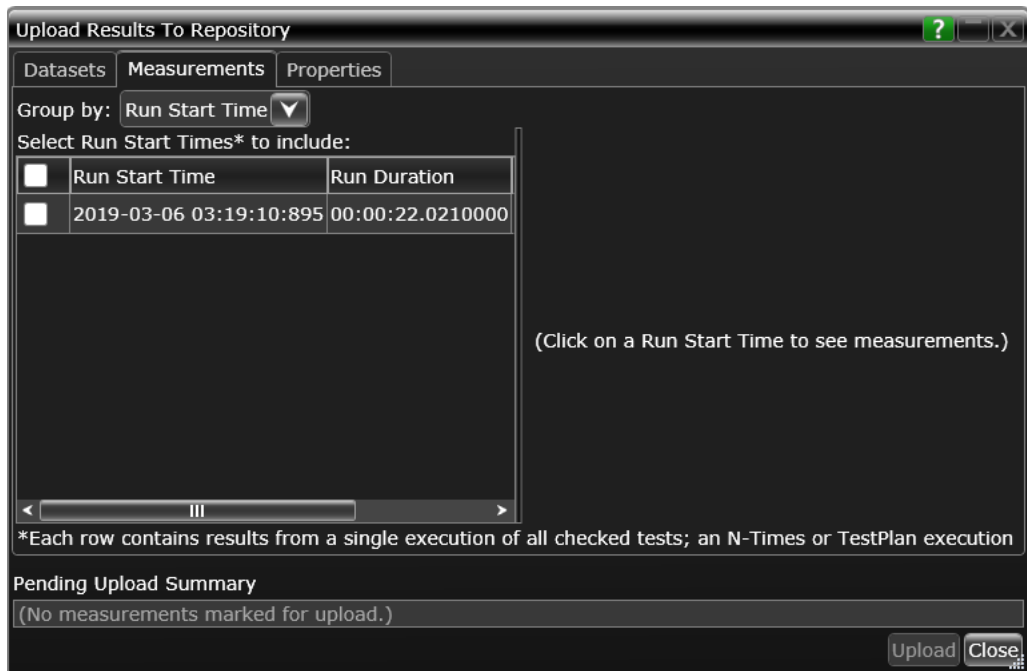 Upload Results To Repository ? X
Datasets Measurements Properties
Group by: Run Start Time
Select Run Start Times* to include:
Run Start Time Run Duration
2019-03-06 03:19:10:895 00:00:22.0210000
(Click on a Run Start Time to see measurements.)
*Each row contains results from a single execution of all checked tests; an N-Times or TestPlan execution
Pending Upload Summary
(No measurements marked for upload.)
Upload Close